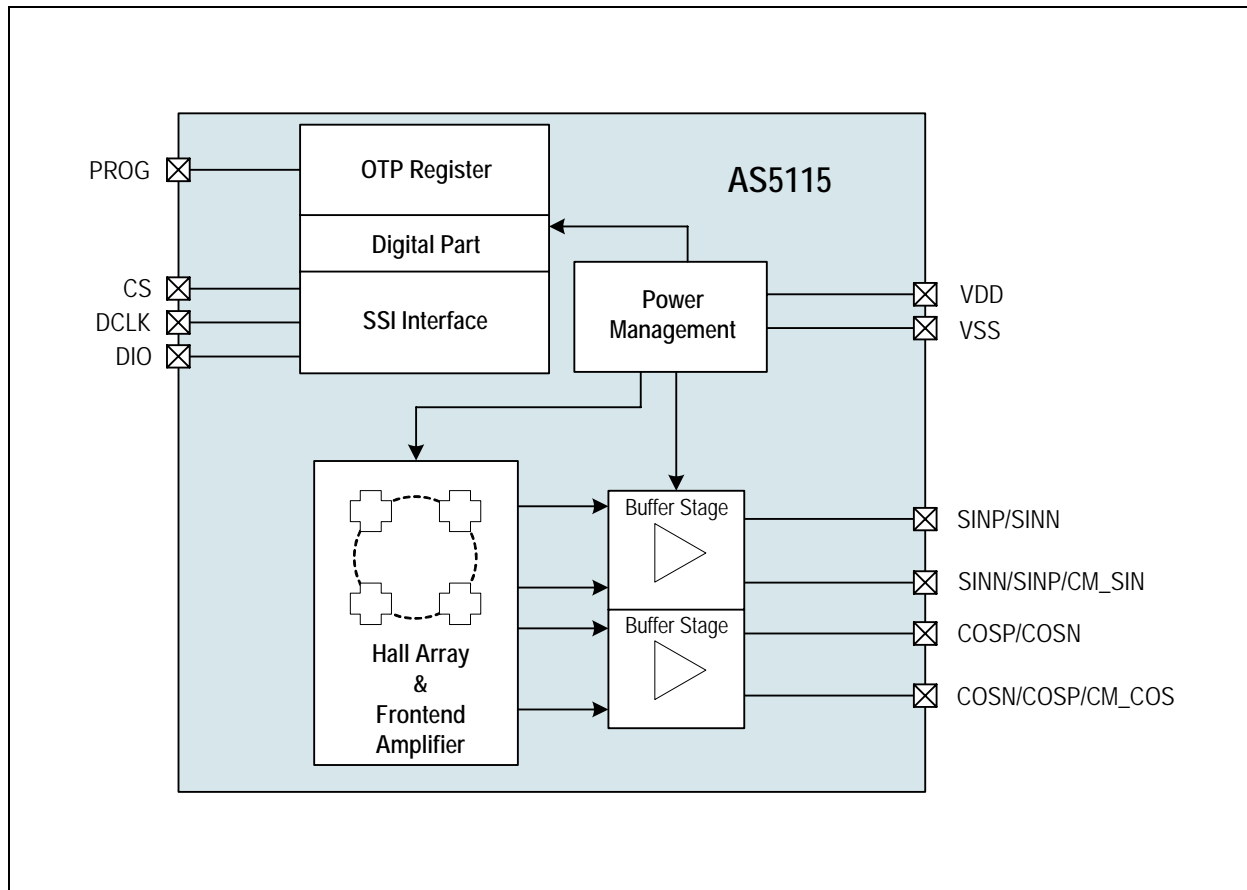 OTP Register
AS5115
PROG
Digital Part
CS
DCLK
DIO
SSI Interface
Power
Management
VDD
VSS
Buffer Stage
SINP/SINN
SINN/SINP/CM_SIN
Buffer Stage
COSP/COSN
COSN/COSP/CM_COS
Hall Array
&
Frontend
Amplifier